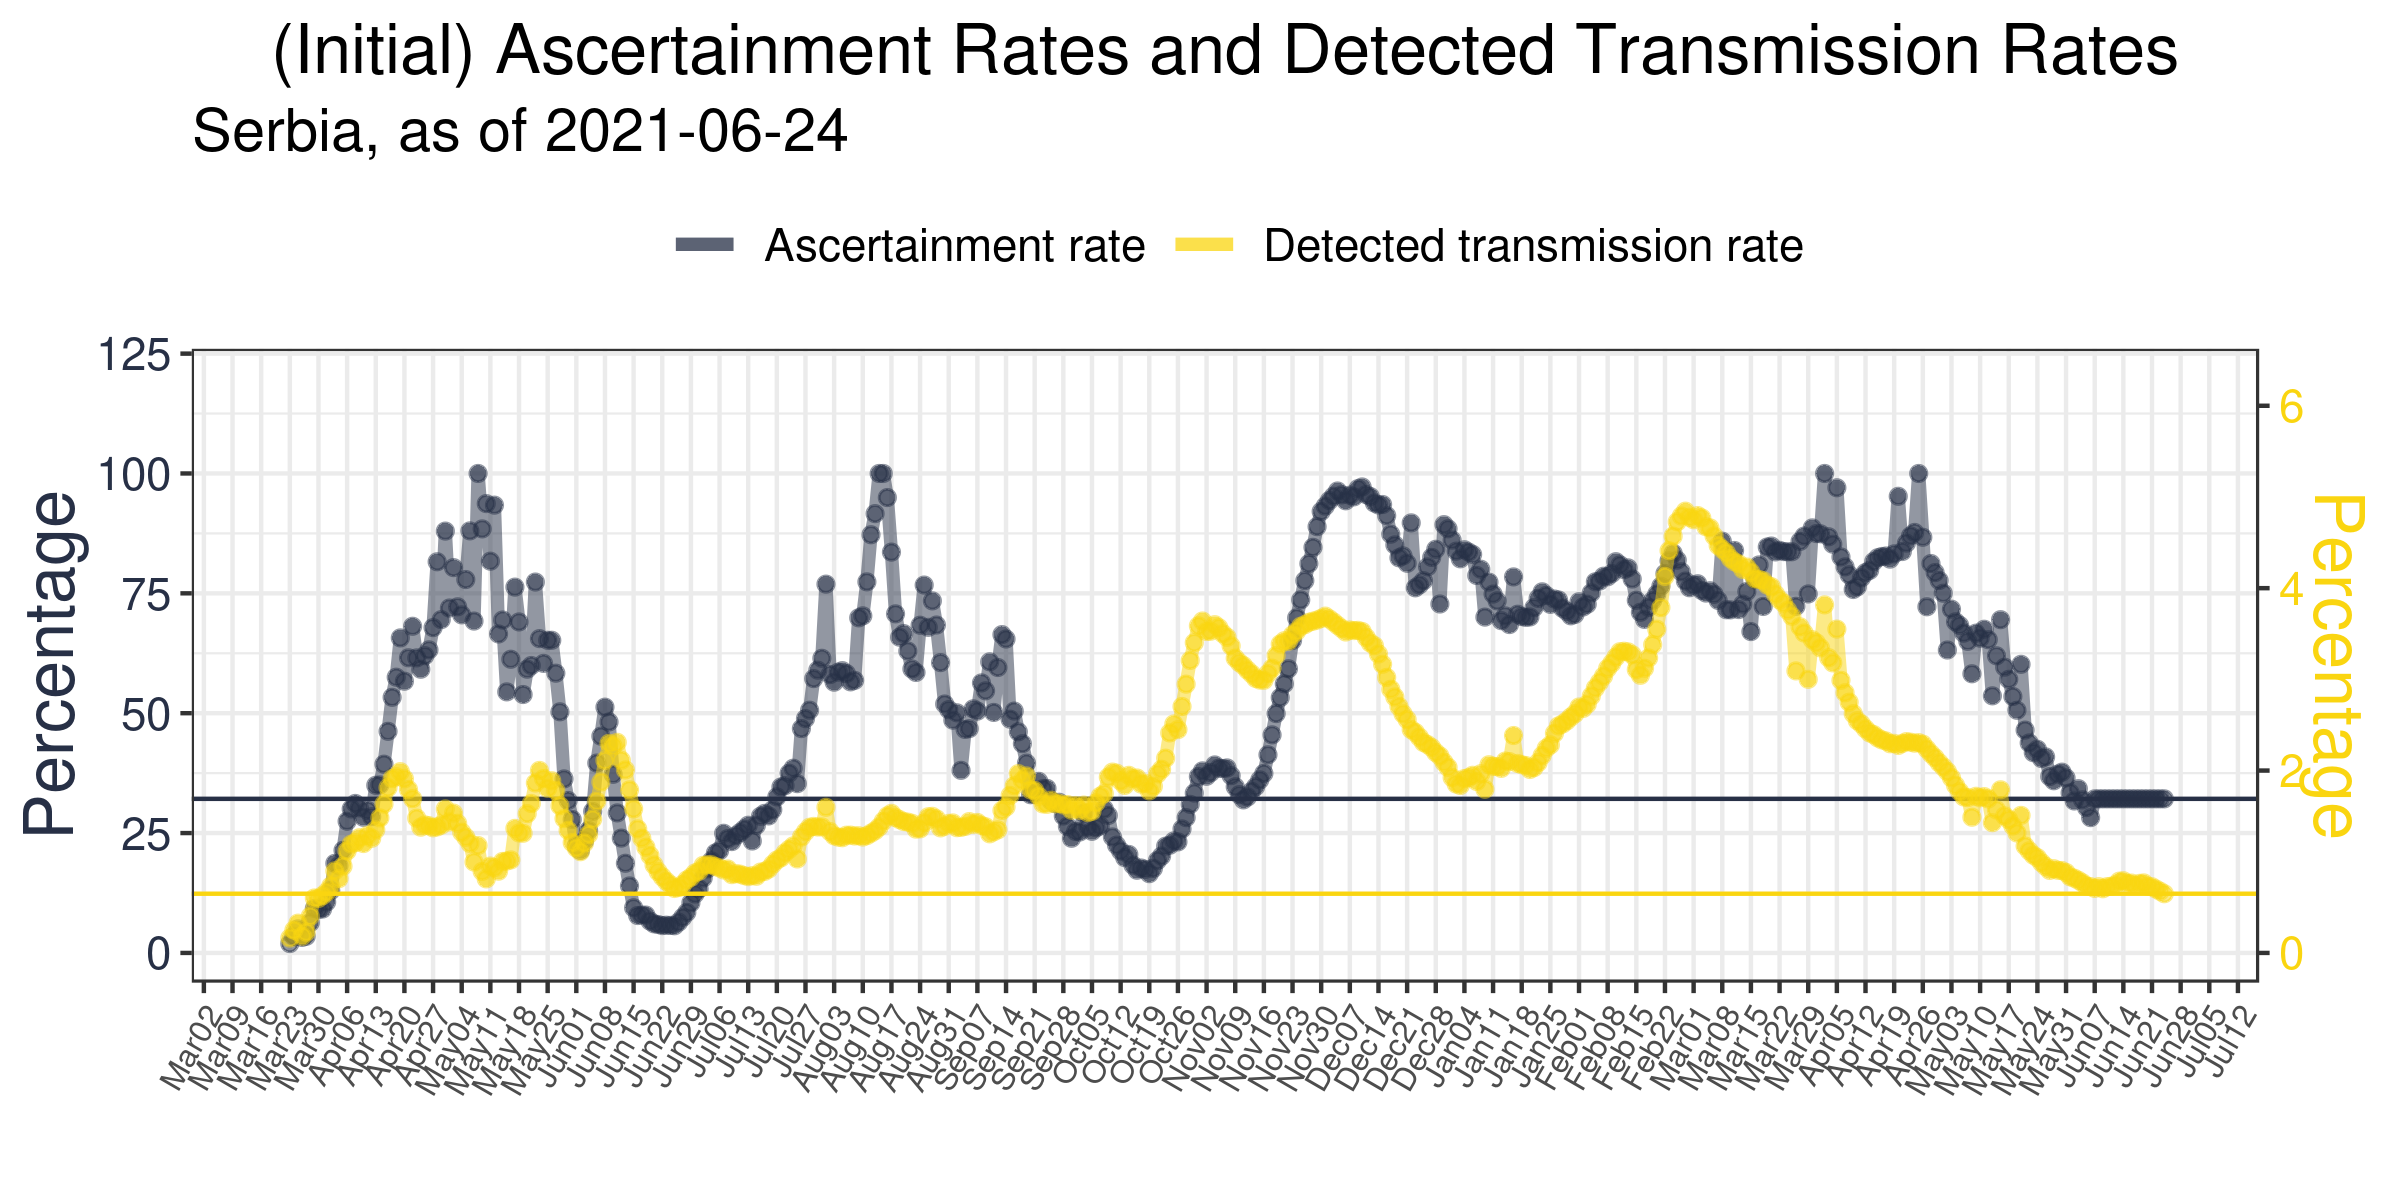 (Initial) Ascertainment Rates and Detected Transmission Rates
Serbia, as of 2021-06-24
Ascertainment rate
Detected transmission rate
Percentage
125
100
75
50
25
0
6
4
2
0
Percentage
Mar02
Mar09
Mar16
Mar23
Mar30
Apr06
Apr13
Apr20
Apr27
May04
May11
May18
May25
Jun01
Jun08
Jun15
Jun22
Jun29
Jul06
Jul13
Jul20
Jul27
Aug03
Aug10
Aug17
Aug24
Aug31
Sep07
Sep14
Sep21
Sep28
Oct05
Oct12
Oct19
Oct26
Nov02
Nov09
Nov16
Nov23
Nov30
Dec07
Dec14
Dec21
Dec28
Jan04
Jan11
Jan18
Jan25
Feb01
Feb08
Feb15
Feb22
Mar01
Mar08
Mar15
Mar22
Mar29
Apr05
Apr12
Apr19
Apr26
May03
May10
May17
May24
May31
Jun07
Jun14
Jun21
Jun28
Jul05
Jul12